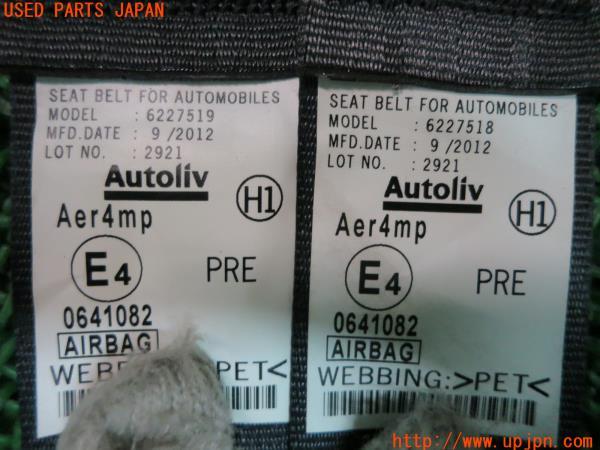 USED PARTS JAPAN
SEAT BELT FOR AUTOMOBILES
MODEL : 6227519
MFD.DATE : 9/2012
LOT NO. : 2921
Autoliv
H1
Aer4mp
E4
PRE
0641082
AIRBAG
SEAT BELT FOR AUTOMOBILES
MODEL : 6227518
MFD.DATE : 9/2012
LOT NO. : 2921
Autoliv
H1
Aer4mp
E4
PRE
0641082
AIRBAG
WEBBING:>PET<
http://www.upjpn.com/